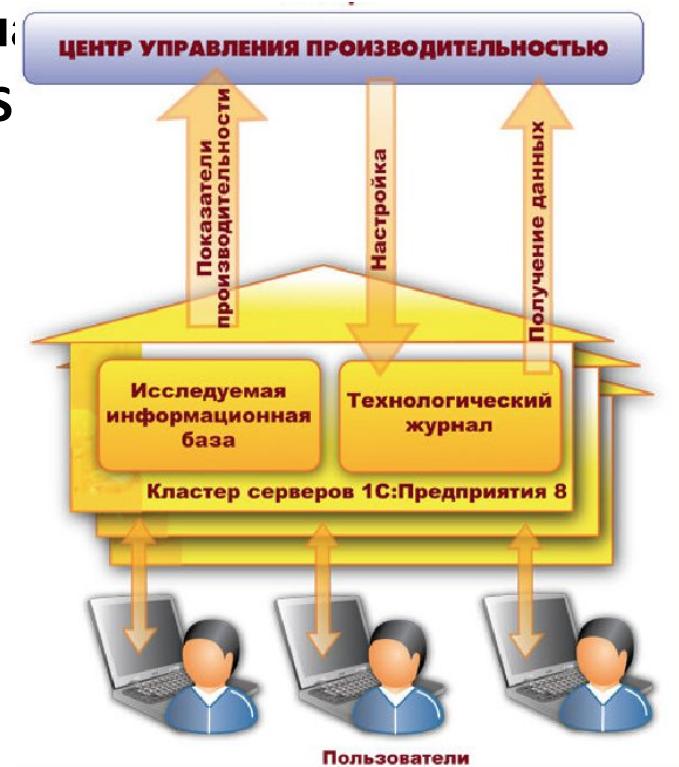 ЦЕНТР УПРАВЛЕНИЯ ПРОИЗВОДИТЕЛЬНОСТЬЮ
Показатели
производительности
Настройка
Получение данных
Исследуемая
информационная
база
Технологический
журнал
Кластер серверов 1С:Предприятия 8
Пользователи